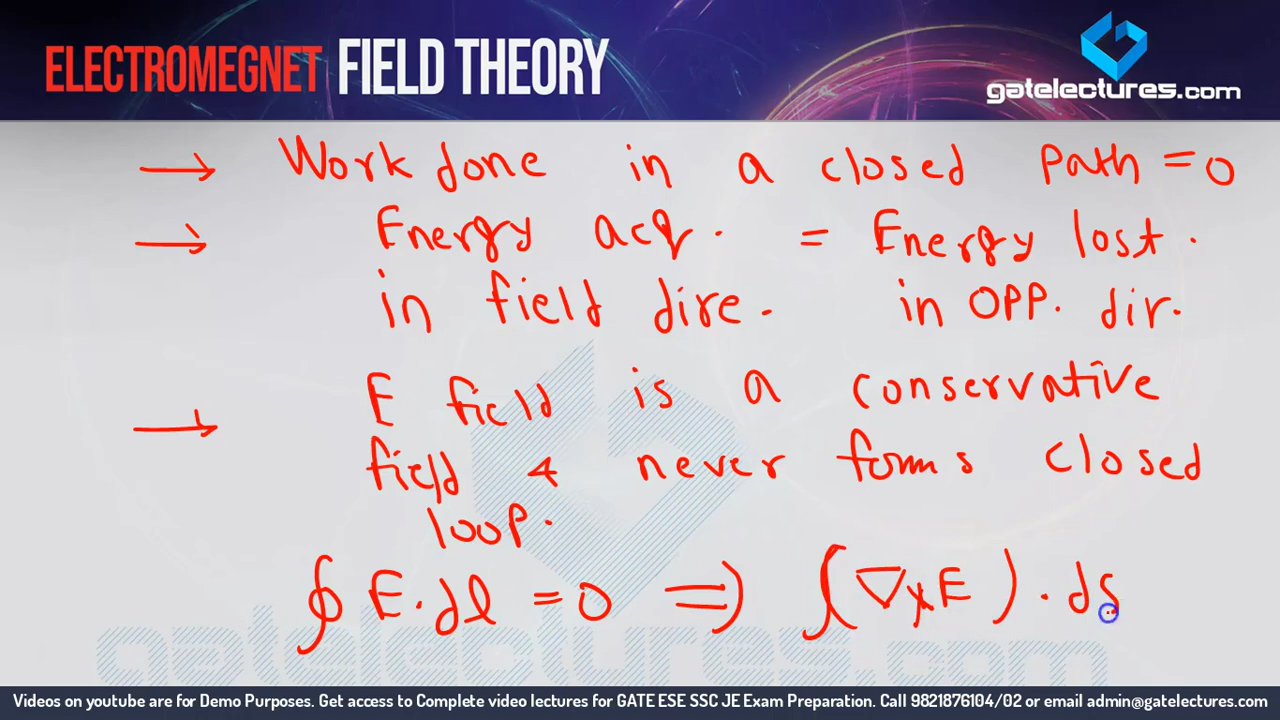 ELECTROMEGNET FIELD THEORY
gatelectures.com
→ Work done in a closed path = 0
→ Energy acq. = Energy lost.
in field dire. in opp. dir.
→ E field is a conservative
field & never forms closed
loop.
∮ E.dl = 0 ⇒ ∫(∇×E).ds
gatelectures.com
Videos on youtube are for Demo Purposes. Get access to Complete video lectures for GATE ESE SSC JE Exam Preparation. Call 9821876104/02 or email admin@gatelectures.com